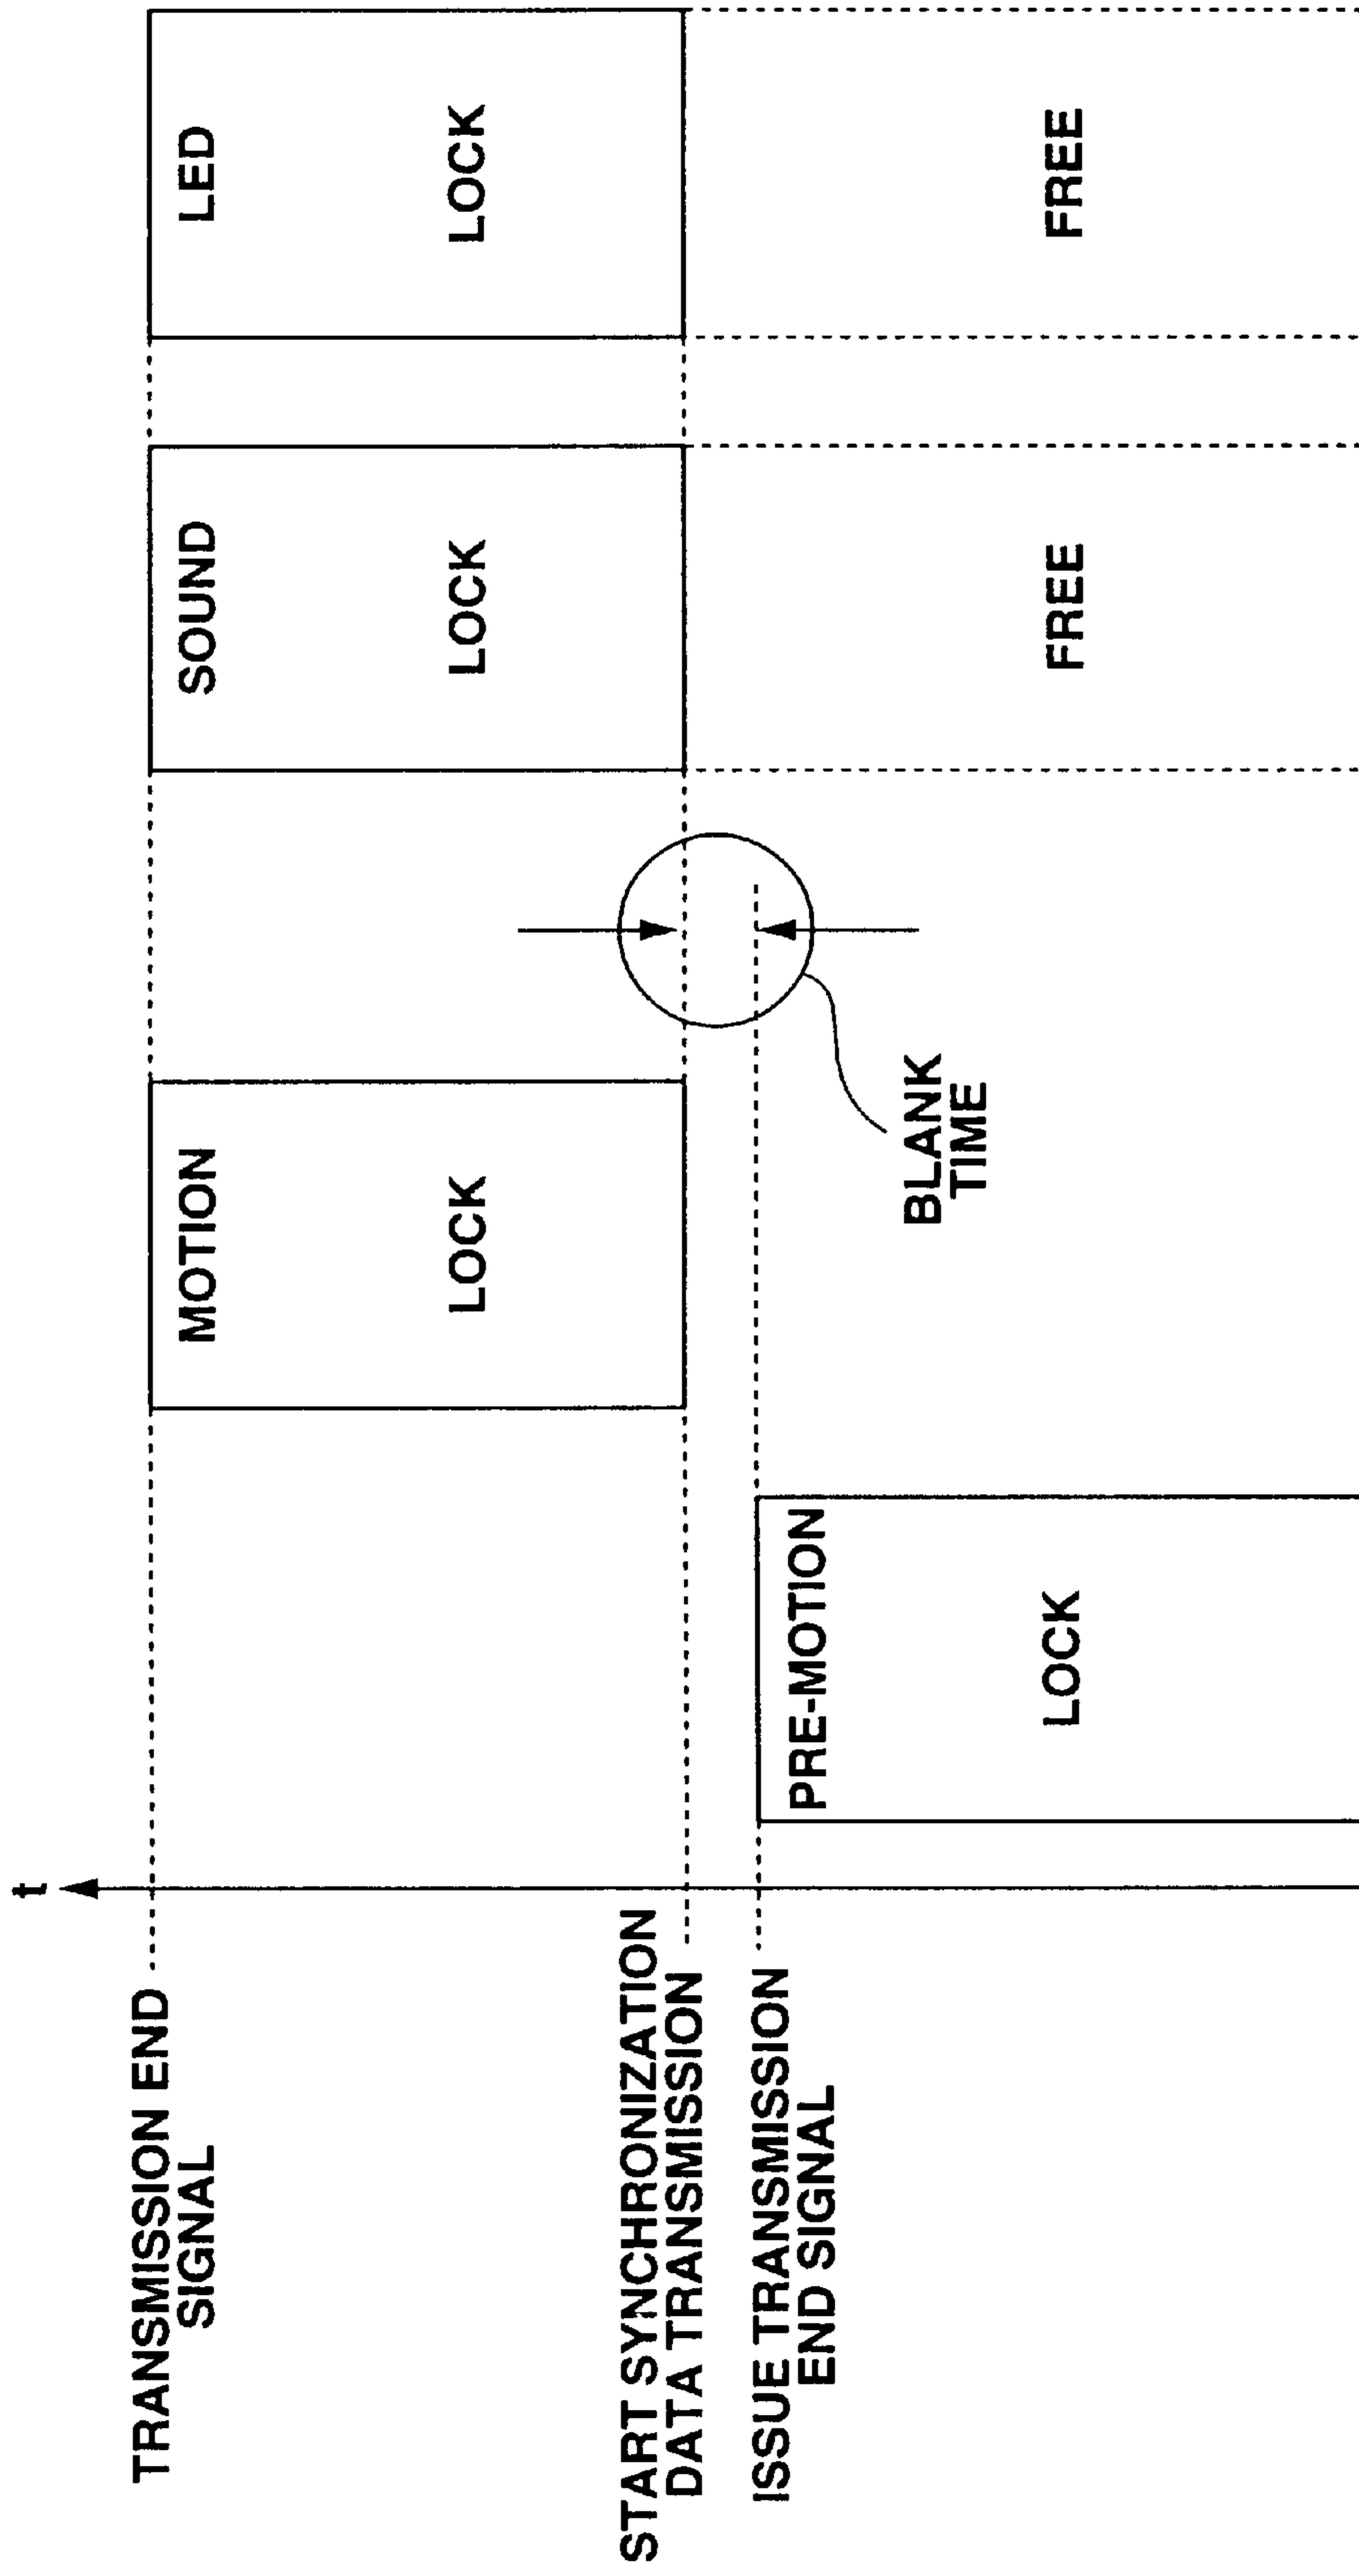 LED
LOCK
FREE
SOUND
LOCK
FREE
MOTION
LOCK
BLANK
TIME
PRE-MOTION
LOCK
t
TRANSMISSION END
SIGNAL
START SYNCHRONIZATION
DATA TRANSMISSION
ISSUE TRANSMISSION
END SIGNAL